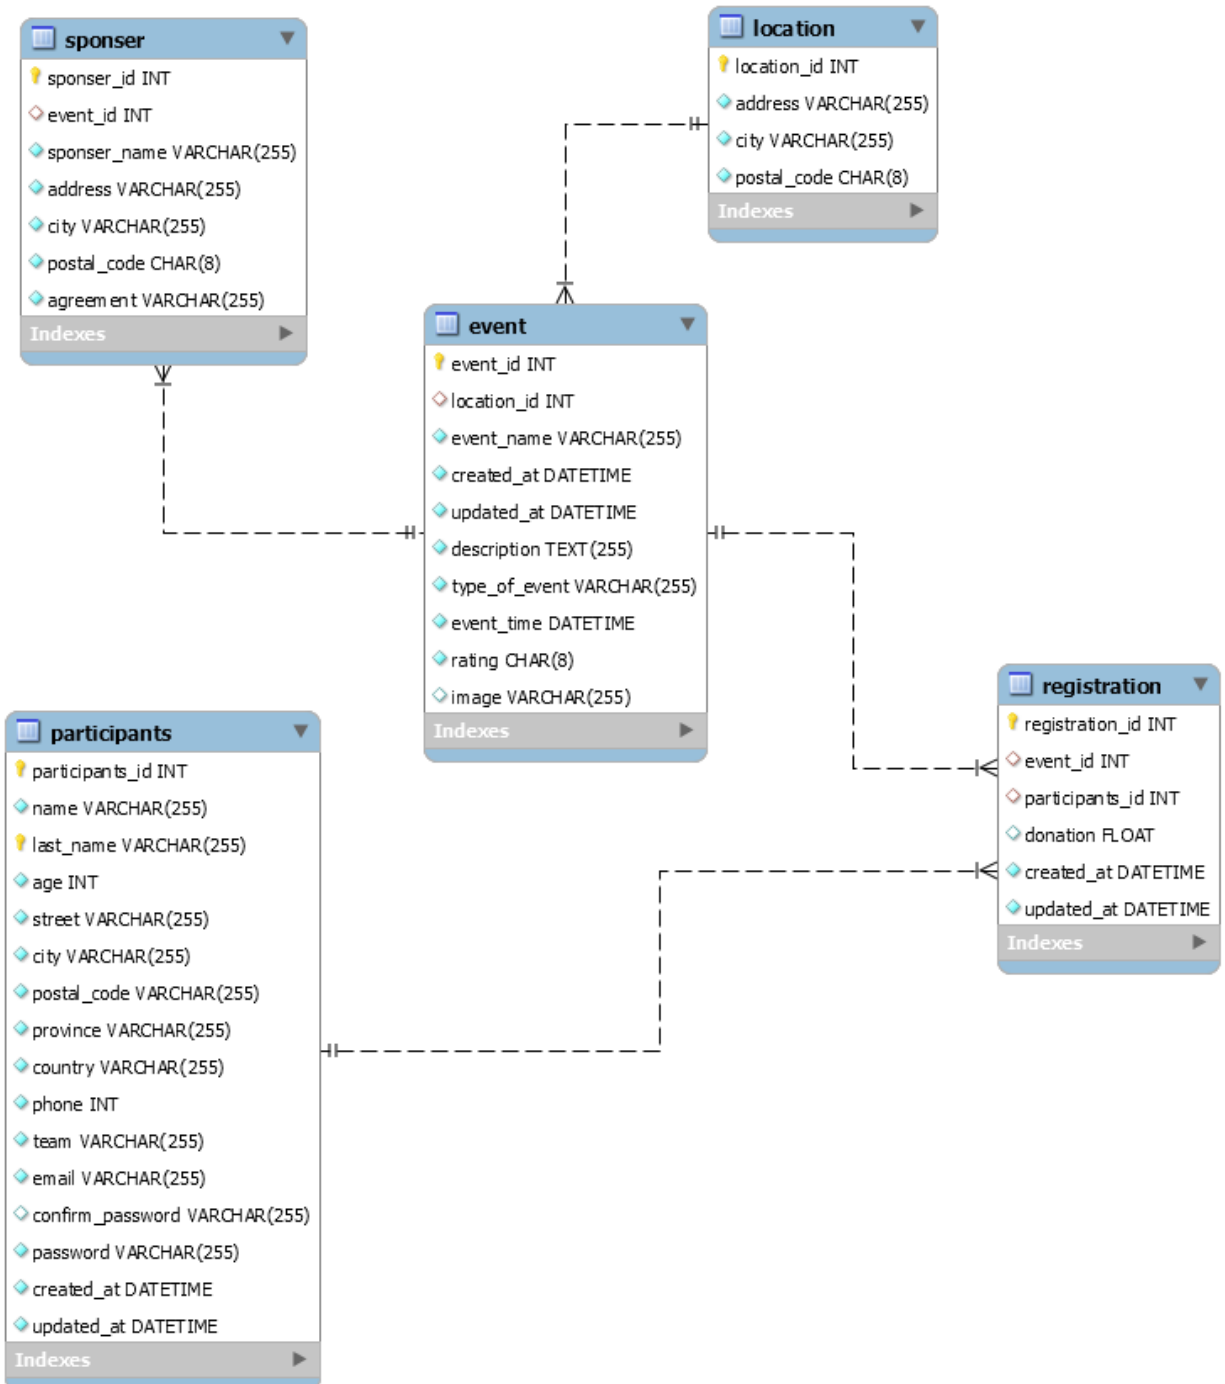 sponser
sponser_id INT
event_id INT
sponser_name VARCHAR(255)
address VARCHAR(255)
city VARCHAR(255)
postal_code CHAR(8)
agreement VARCHAR(255)
Indexes
location
location_id INT
address VARCHAR(255)
city VARCHAR(255)
postal_code CHAR(8)
Indexes
event
event_id INT
location_id INT
event_name VARCHAR(255)
created_at DATETIME
updated_at DATETIME
description TEXT(255)
type_of_event VARCHAR(255)
event_time DATETIME
rating CHAR(8)
image VARCHAR(255)
Indexes
registration
registration_id INT
event_id INT
participants_id INT
donation FLOAT
created_at DATETIME
updated_at DATETIME
Indexes
participants
participants_id INT
name VARCHAR(255)
last_name VARCHAR(255)
age INT
street VARCHAR(255)
city VARCHAR(255)
postal_code VARCHAR(255)
province VARCHAR(255)
country VARCHAR(255)
phone INT
team VARCHAR(255)
email VARCHAR(255)
confirm_password VARCHAR(255)
password VARCHAR(255)
created_at DATETIME
updated_at DATETIME
Indexes